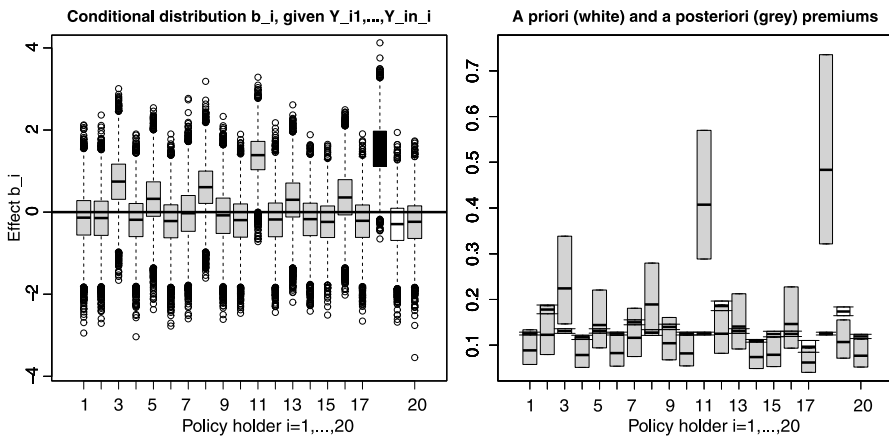 Conditional distribution b_i, given Y_i1,...,Y_in_i
Effect b_i
4
2
0
−2
−4
1 3 5 7 9 11 13 15 17 20
Policy holder i=1,...,20
A priori (white) and a posteriori (grey) premiums
0.7
0.6
0.5
0.4
0.3
0.2
0.1
1 3 5 7 9 11 13 15 17 20
Policy holder i=1,...,20